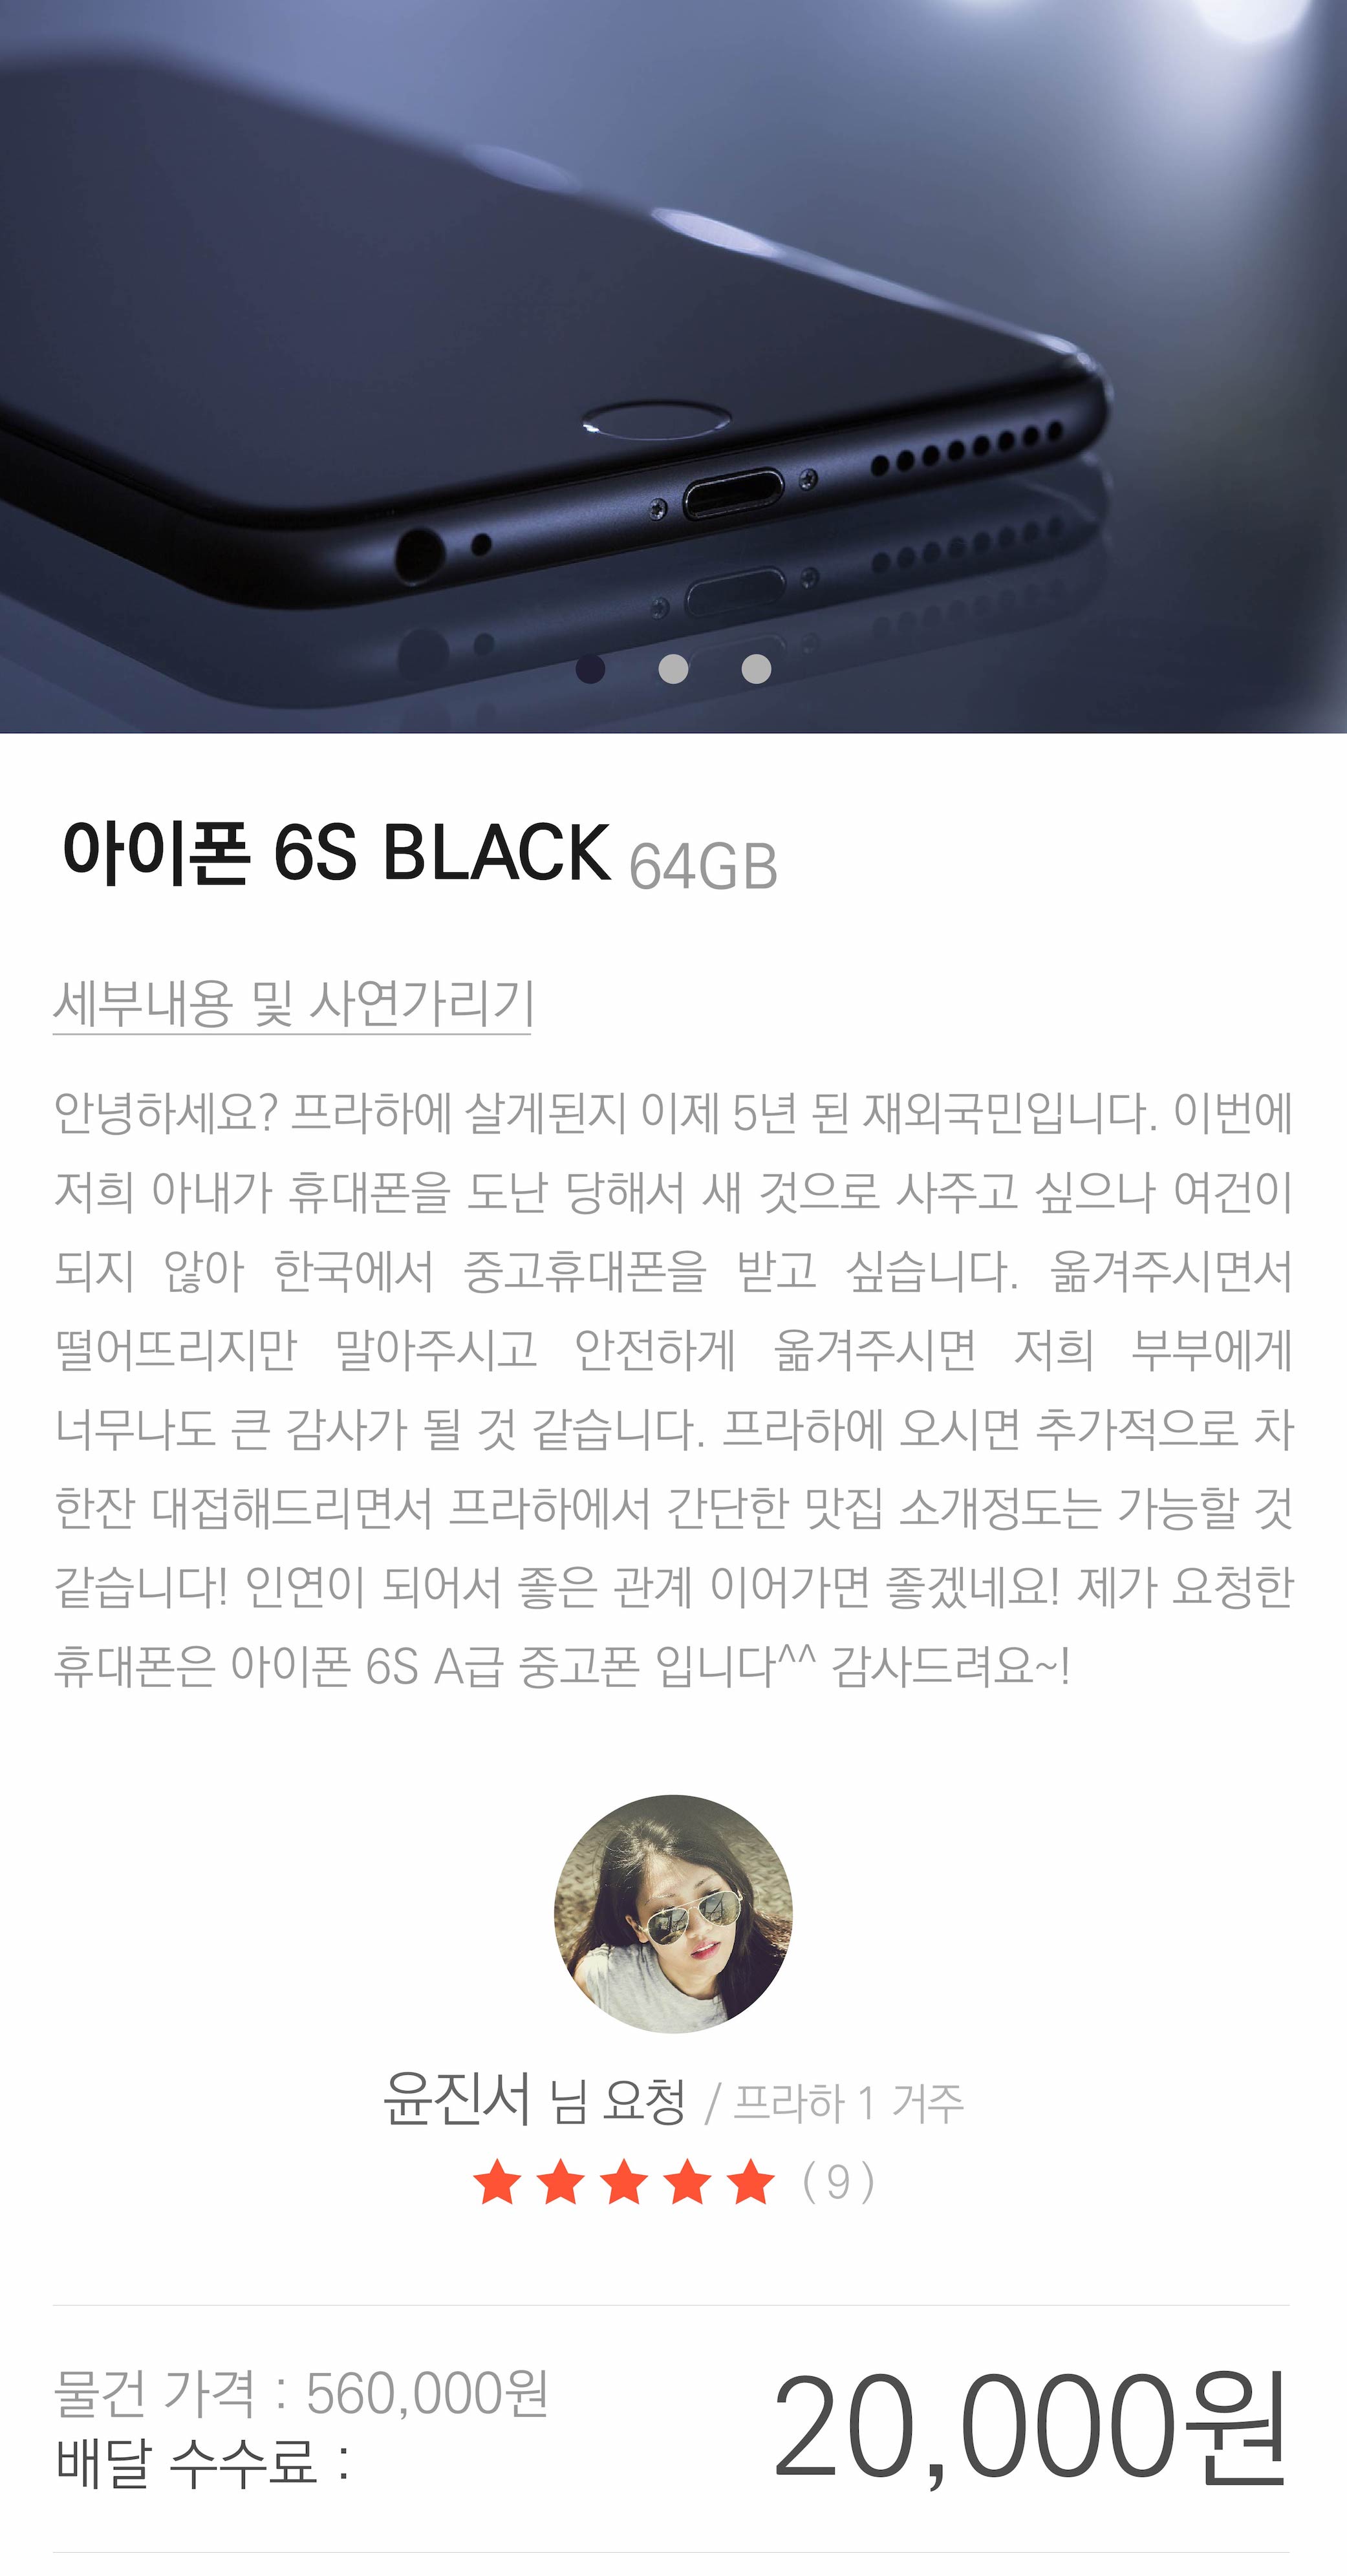 아이폰 6S BLACK 64GB
세부내용 및 사연가리기
안녕하세요? 프라하에 살게된지 이제 5년 된 재외국민입니다. 이번에
저희 아내가 휴대폰을 도난 당해서 새 것으로 사주고 싶으나 여건이
되지 않아 한국에서 중고휴대폰을 받고 싶습니다. 옮겨주시면서
떨어뜨리지만 말아주시고 안전하게 옮겨주시면 저희 부부에게
너무나도 큰 감사가 될 것 같습니다. 프라하에 오시면 추가적으로 차
한잔 대접해드리면서 프라하에서 간단한 맛집 소개정도는 가능할 것
같습니다! 인연이 되어서 좋은 관계 이어가면 좋겠네요! 제가 요청한
휴대폰은 아이폰 6S A급 중고폰 입니다^^ 감사드려요~!
윤진서 님 요청 / 프라하 1 거주
(9)
물건 가격 : 560,000원
배달 수수료 : 20,000원